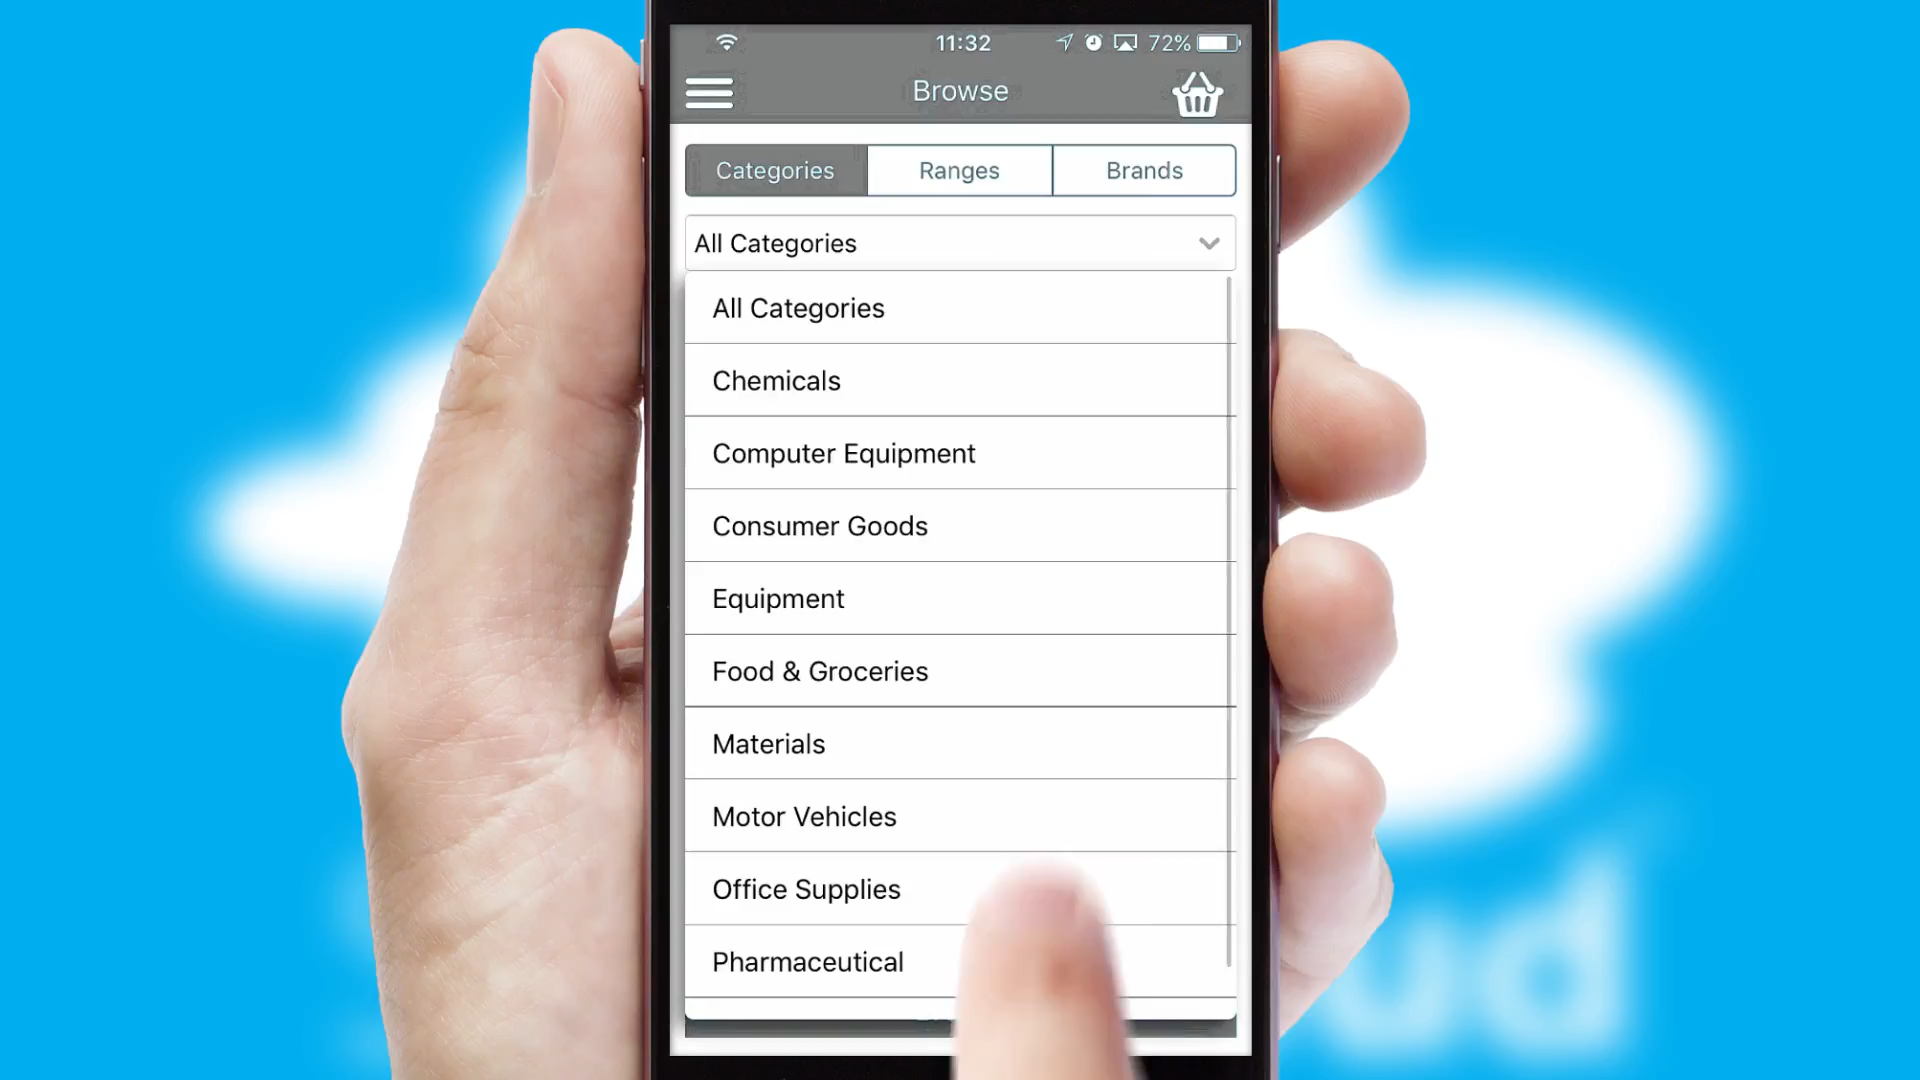 11:32
72%
Browse
Categories
Ranges
Brands
All Categories
All Categories
Chemicals
Computer Equipment
Consumer Goods
Equipment
Food & Groceries
Materials
Motor Vehicles
Office Supplies
Pharmaceutical